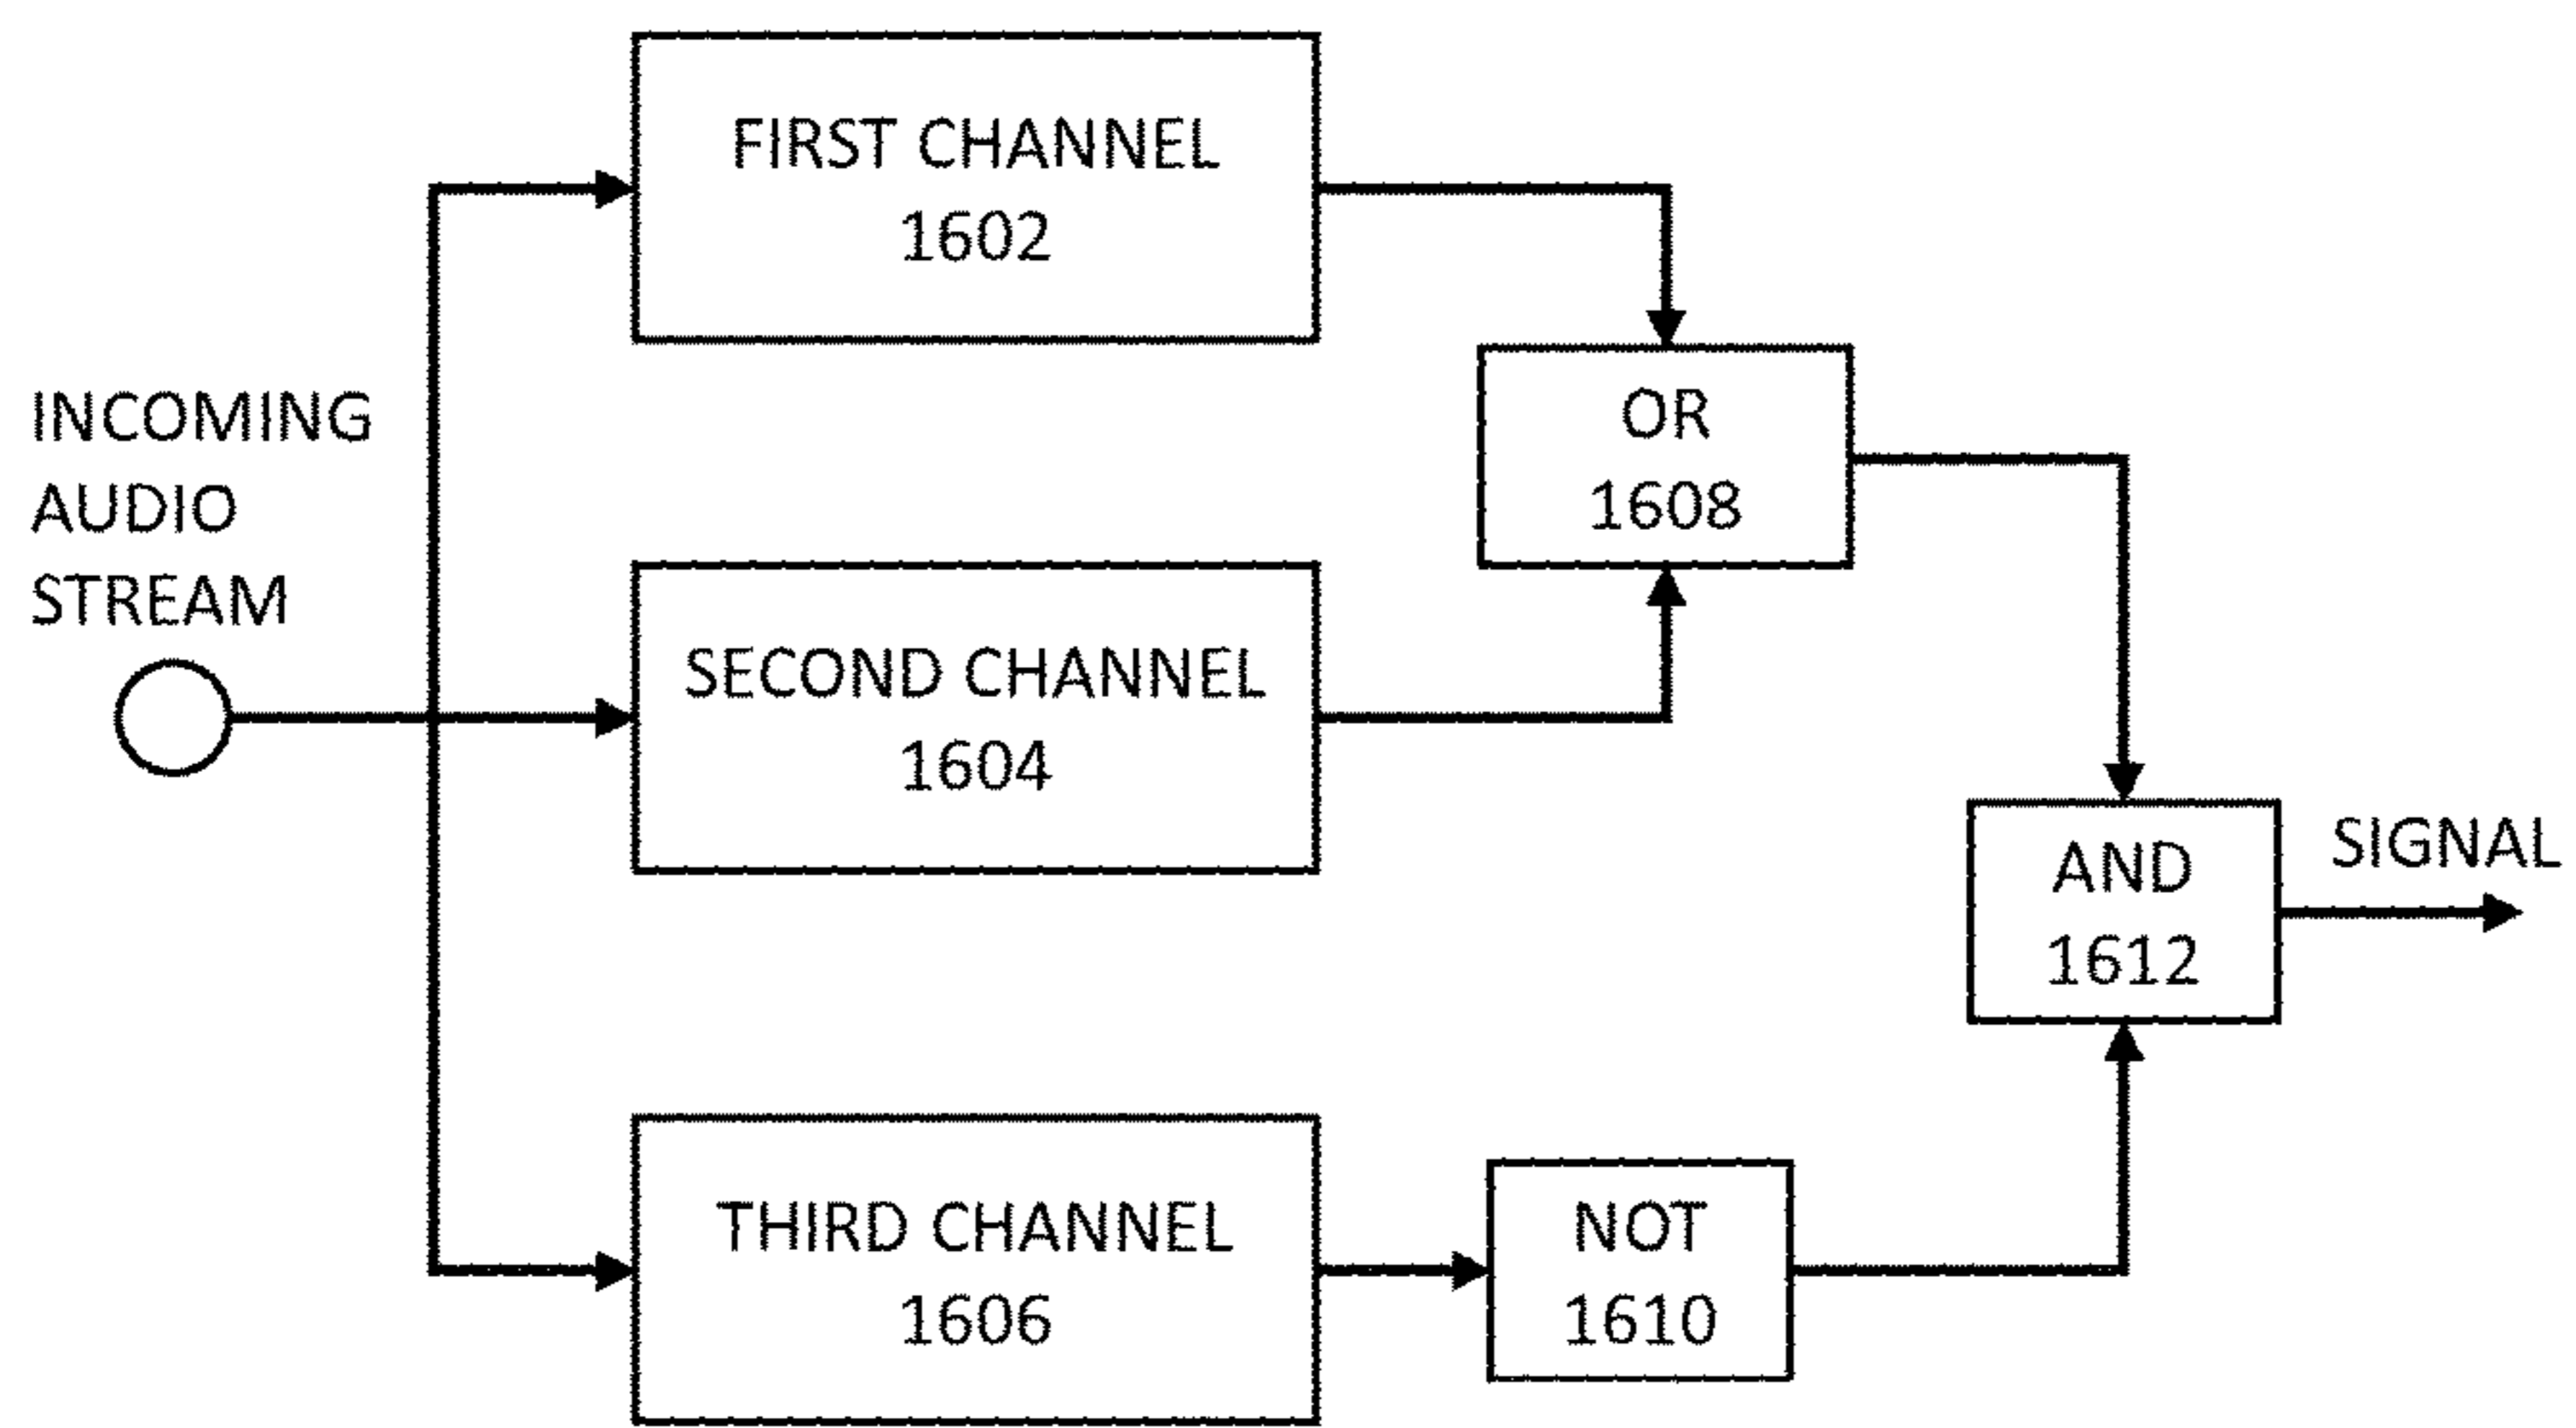 FIRST CHANNEL
1602
INCOMING
AUDIO
STREAM
OR
1608
SECOND CHANNEL
1604
AND
1612
SIGNAL
THIRD CHANNEL
1606
NOT
1610